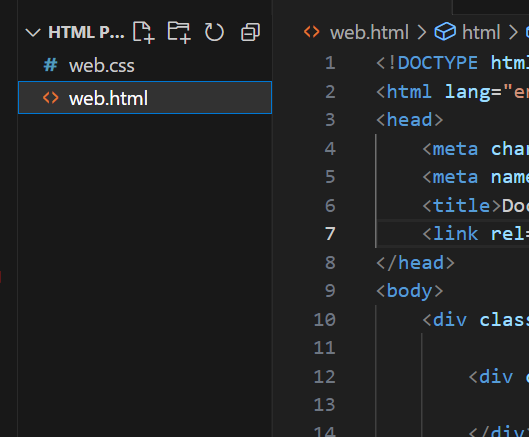 HTML P...
# web.css
<> web.html
<> web.html > html >
1 <!DOCTYPE html
2 <html lang="en
3 <head>
4 <meta char
5 <meta name
6 <title>Doc
7 <link rel=
8 </head>
9 <body>
10 <div class
11
12 <div c
13
14 </div